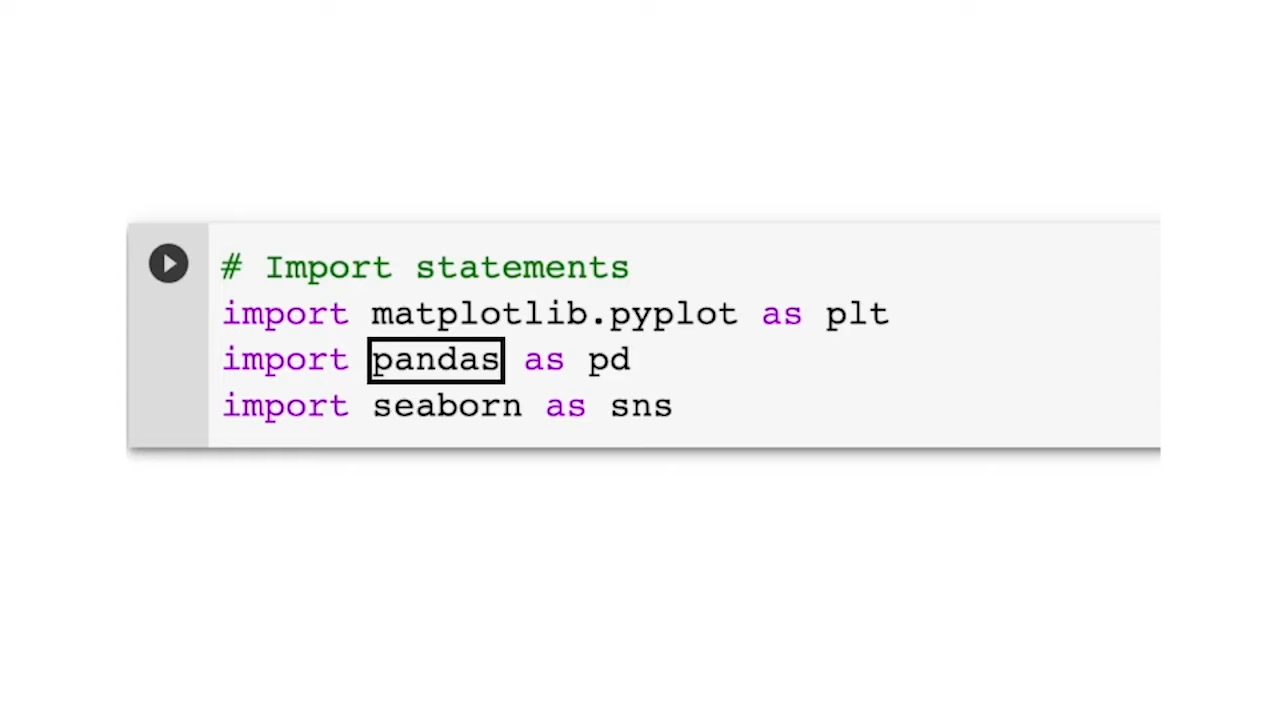 # Import statements
import matplotlib.pyplot as plt
import pandas as pd
import seaborn as sns